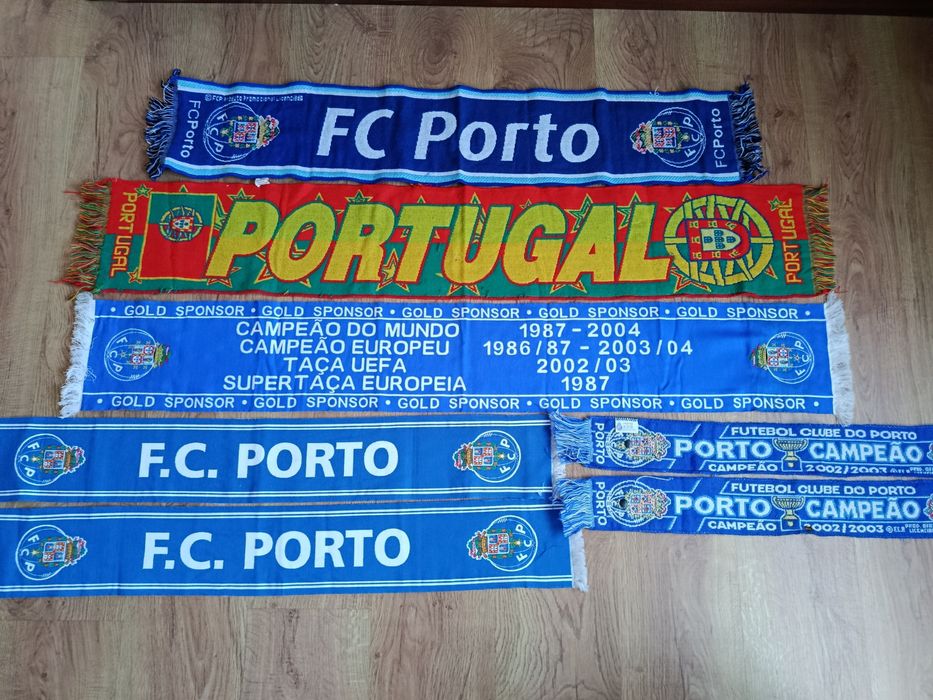 FCPorto
FC Porto
FCPorto
PORTUGAL
PORTUGAL
PORTUGAL
• GOLD SPONSOR • GOLD SPONSOR • GOLD SPONSOR • GOLD SPONSOR • GOLD SPONSOR •
CAMPEÃO DO MUNDO 1987 - 2004
CAMPEÃO EUROPEU 1986/87 - 2003/04
TAÇA UEFA 2002/03
SUPERTAÇA EUROPEIA 1987
• GOLD SPONSOR • GOLD SPONSOR • GOLD SPONSOR • GOLD SPONSOR • GOLD SPONSOR •
F.C. PORTO
F.C. PORTO
PORTO
FUTEBOL CLUBE DO PORTO
PORTO CAMPEÃO
CAMPEÃO 2002/2003
PORTO
FUTEBOL CLUBE DO PORTO
PORTO CAMPEÃO
CAMPEÃO 2002/2003